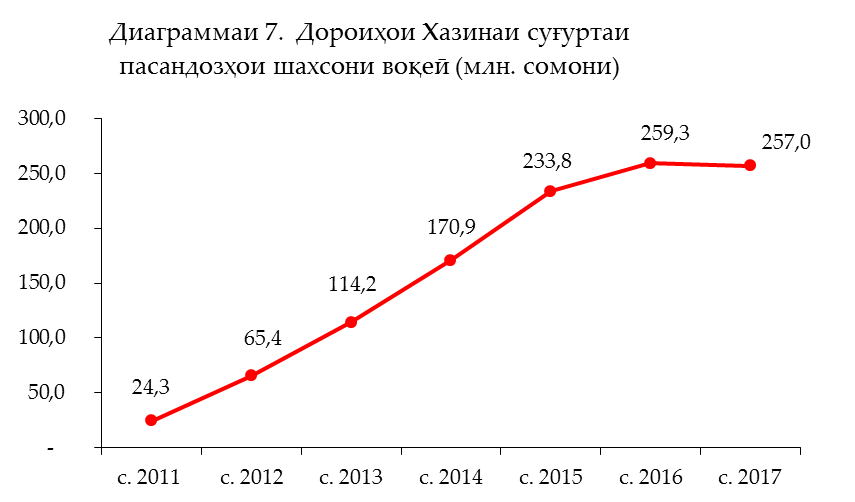 Диаграммаи 7. Дороиҳои Хазинаи суғуртаи
пасандозҳои шахсони воқеӣ (млн. сомони)
300,0
250,0
200,0
150,0
100,0
50,0
-
24,3
65,4
114,2
170,9
233,8
259,3
257,0
с. 2011
с. 2012
с. 2013
с. 2014
с. 2015
с. 2016
с. 2017